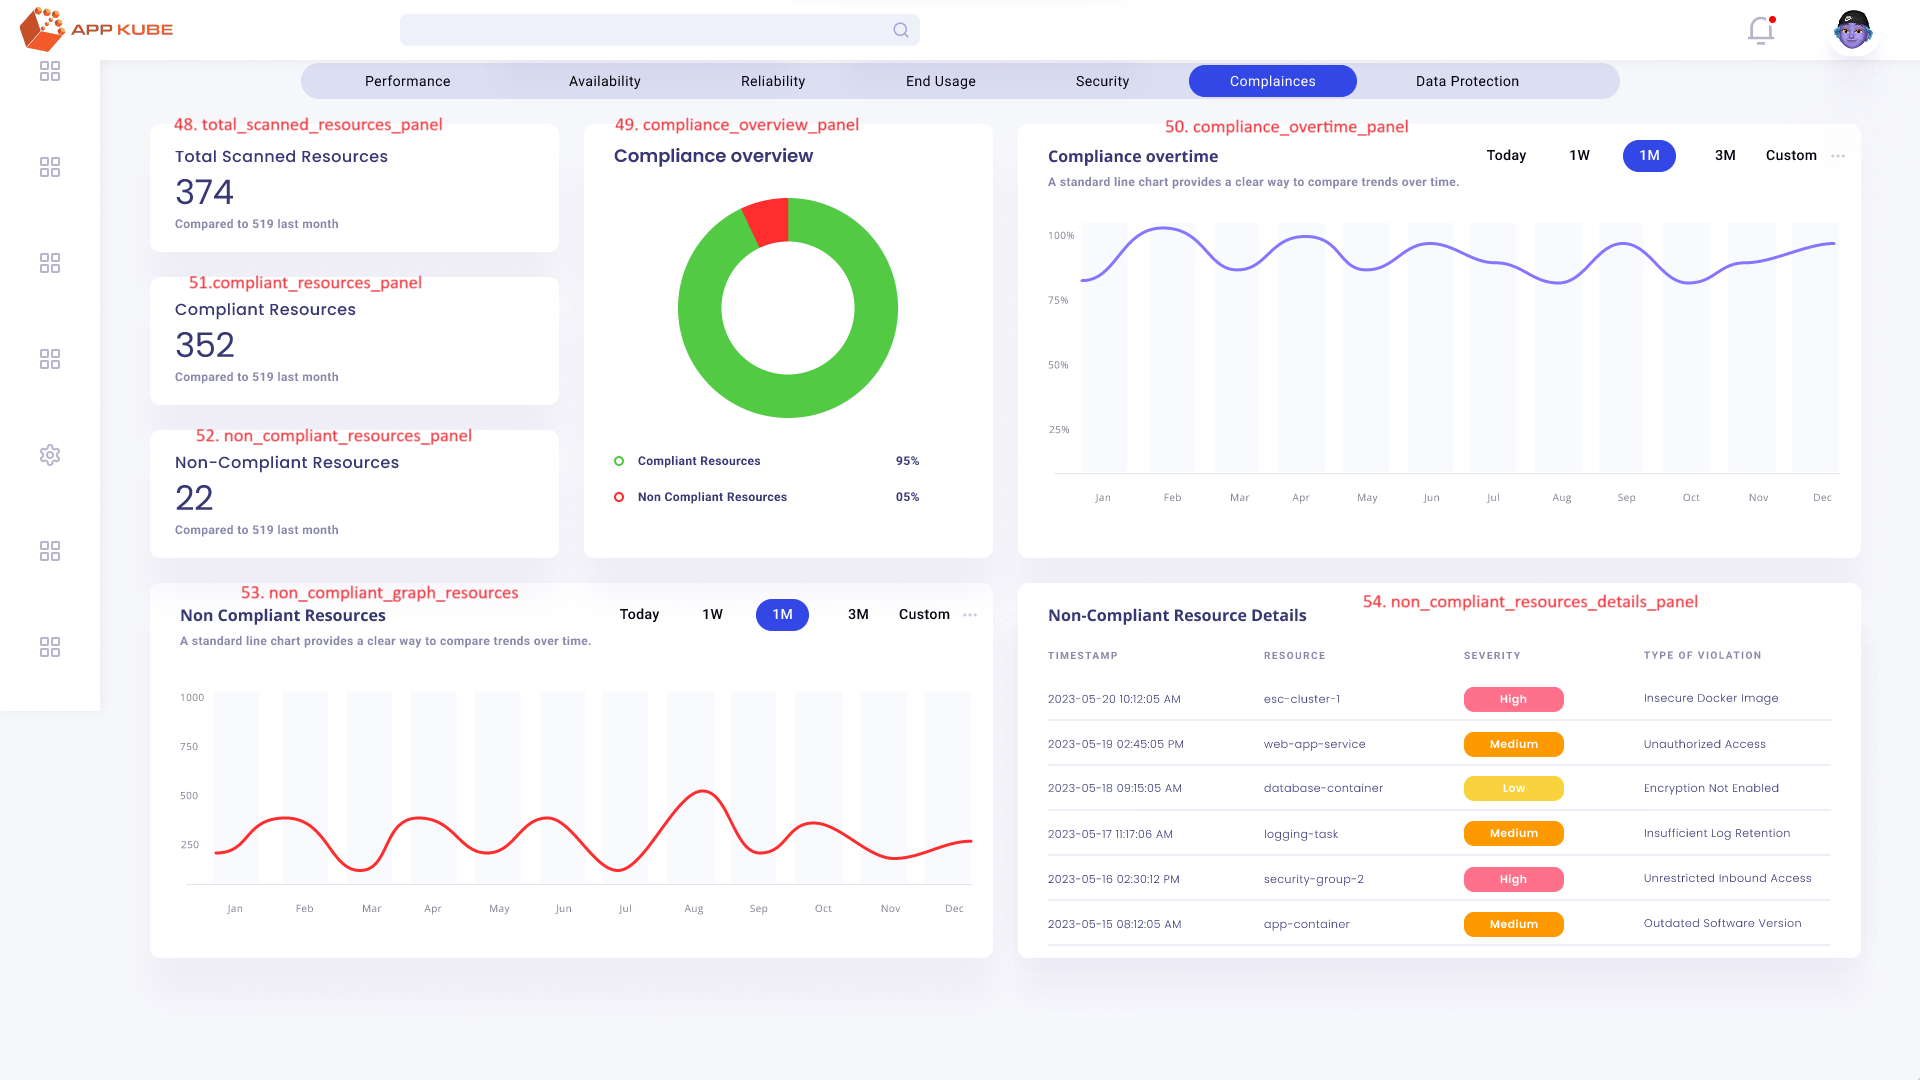 APP KUBE
Performance
Availability
Reliability
End Usage
Security
Complainces
Data Protection
48. total_scanned_resources_panel
Total Scanned Resources
374
Compared to 519 last month
51.compliant_resources_panel
Compliant Resources
352
Compared to 519 last month
52. non_compliant_resources_panel
Non-Compliant Resources
22
Compared to 519 last month
49. compliance_overview_panel
Compliance overview
Compliant Resources 95%
Non Compliant Resources 05%
50. compliance_overtime_panel
Compliance overtime
Today 1W 1M 3M Custom
A standard line chart provides a clear way to compare trends over time.
100%
75%
50%
25%
Jan Feb Mar Apr May Jun Jul Aug Sep Oct Nov Dec
53. non_compliant_graph_resources
Non Compliant Resources
Today 1W 1M 3M Custom
A standard line chart provides a clear way to compare trends over time.
1000
750
500
250
Jan Feb Mar Apr May Jun Jul Aug Sep Oct Nov Dec
54. non_compliant_resources_details_panel
Non-Compliant Resource Details
TIMESTAMP RESOURCE SEVERITY TYPE OF VIOLATION
2023-05-20 10:12:05 AM esc-cluster-1 High Insecure Docker Image
2023-05-19 02:45:05 PM web-app-service Medium Unauthorized Access
2023-05-18 09:15:05 AM database-container Low Encryption Not Enabled
2023-05-17 11:17:06 AM logging-task Medium Insufficient Log Retention
2023-05-16 02:30:12 PM security-group-2 High Unrestricted Inbound Access
2023-05-15 08:12:05 AM app-container Medium Outdated Software Version